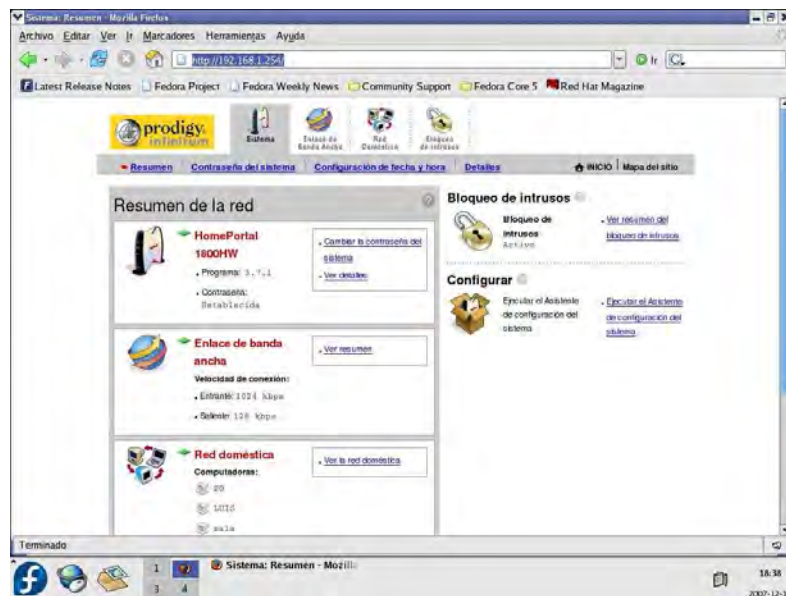 Sistema: Resumen - Mozilla Firefox
Archivo Editar Ver Ir Marcadores Herramientas Ayuda
http://192.168.1.254/
Ir
Latest Release Notes Fedora Project Fedora Weekly News Community Support Fedora Core 5 Red Hat Magazine
prodigy.
infinitum
Sistema
Enlace de Banda Ancha
Red Doméstica
Bloqueo de intrusos
Resumen Contraseña del sistema Configuración de fecha y hora Detalles INICIO Mapa del sitio
Resumen de la red
HomePortal
1800HW
Programa: 3.7.1
Contraseña:
Establecida
Cambiar la contraseña del
sistema
Ver detalles
Enlace de banda
ancha
Velocidad de conexión:
Entrante: 1024 kbps
Saliente: 128 kbps
Ver resumen
Red doméstica
Computadoras:
LUIS
sala
Ver la red doméstica
Bloqueo de intrusos
Bloqueo de
intrusos
Activo
Ver resumen del
bloqueo de intrusos
Configurar
Ejecutar el Asistente
de configuración del
sistema
Ejecutar el Asistente
de configuración del
sistema
Terminado
1
3 4
Sistema: Resumen - Mozill
18:38